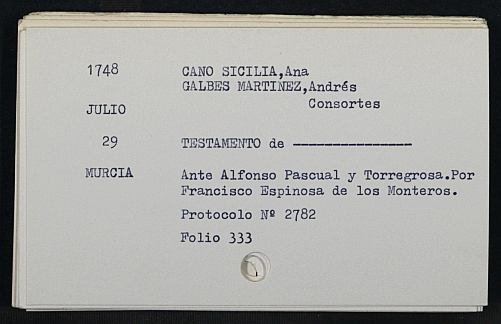 1748 CANO SICILIA,Ana
GALBES MARTINEZ,Andrés
JULIO Consortes
29 TESTAMENTO de ---------------
MURCIA Ante Alfonso Pascual y Torregrosa.Por
Francisco Espinosa de los Monteros.
Protocolo Nº 2782
Folio 333